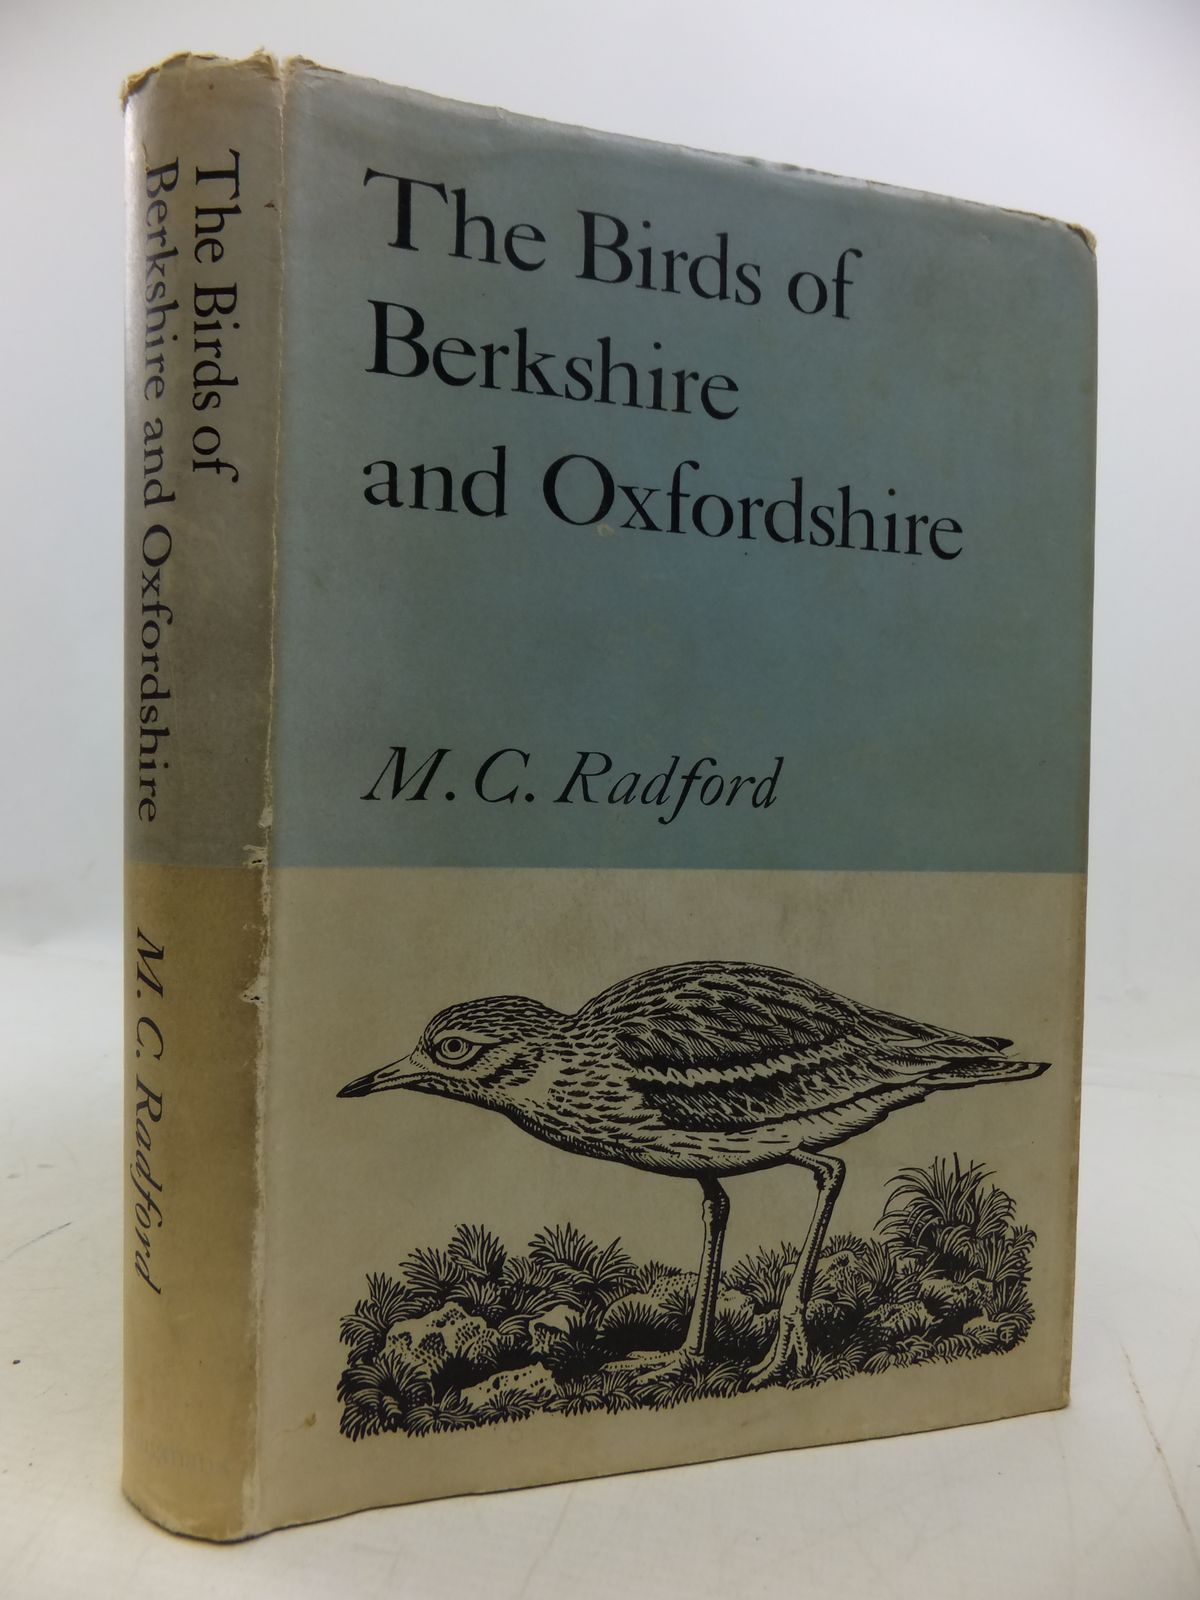 The Birds of
Berkshire and Oxfordshire
M. C. Radford
The Birds of
Berkshire
and Oxfordshire
M. C. Radford